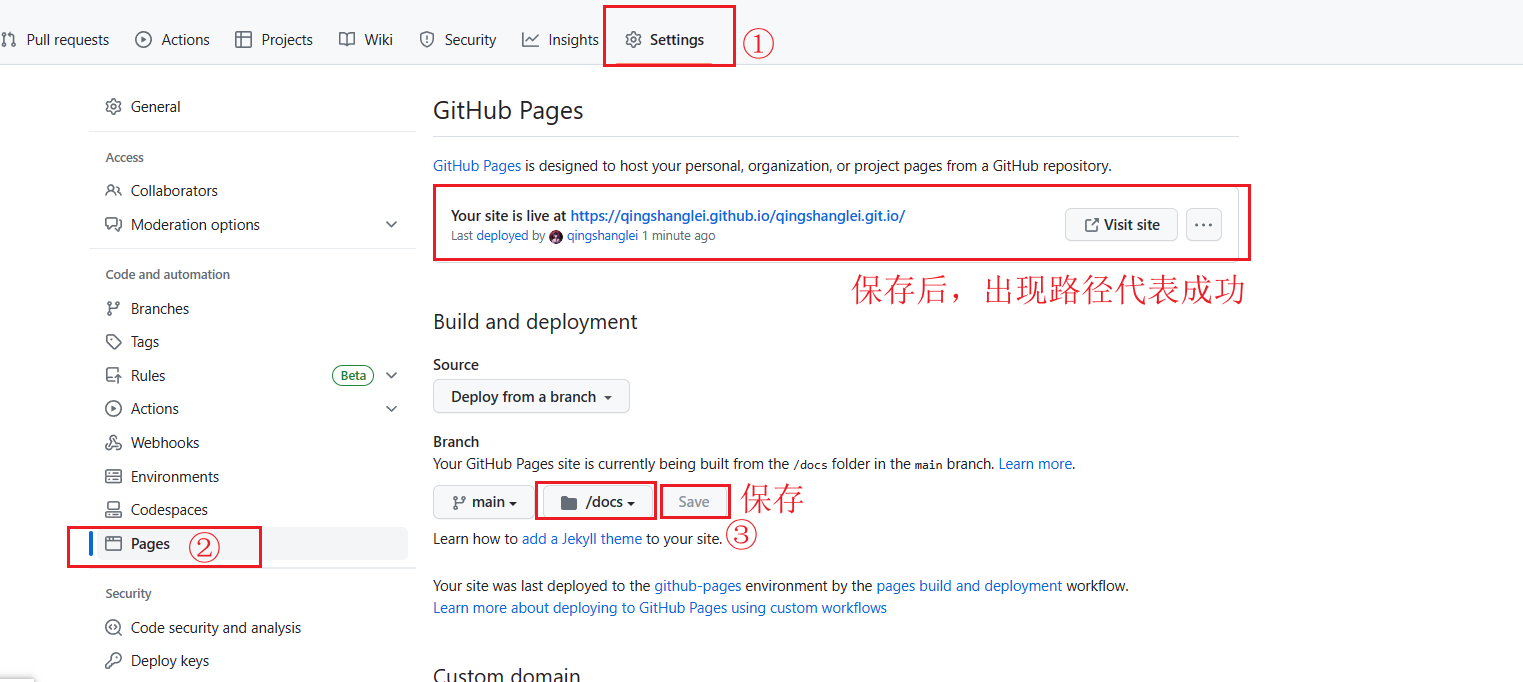 Pull requests Actions Projects Wiki Security Insights Settings ①
General
Access
Collaborators
Moderation options
Code and automation
Branches
Tags
Rules Beta
Actions
Webhooks
Environments
Codespaces
Pages ②
Security
Code security and analysis
Deploy keys
GitHub Pages
GitHub Pages is designed to host your personal, organization, or project pages from a GitHub repository.
Your site is live at https://qingshanglei.github.io/qingshanglei.git.io/
Last deployed by qingshanglei 1 minute ago
Visit site ...
保存后，出现路径代表成功
Build and deployment
Source
Deploy from a branch
Branch
Your GitHub Pages site is currently being built from the /docs folder in the main branch. Learn more.
main /docs Save 保存
Learn how to add a Jekyll theme to your site. ③
Your site was last deployed to the github-pages environment by the pages build and deployment workflow.
Learn more about deploying to GitHub Pages using custom workflows
Custom domain